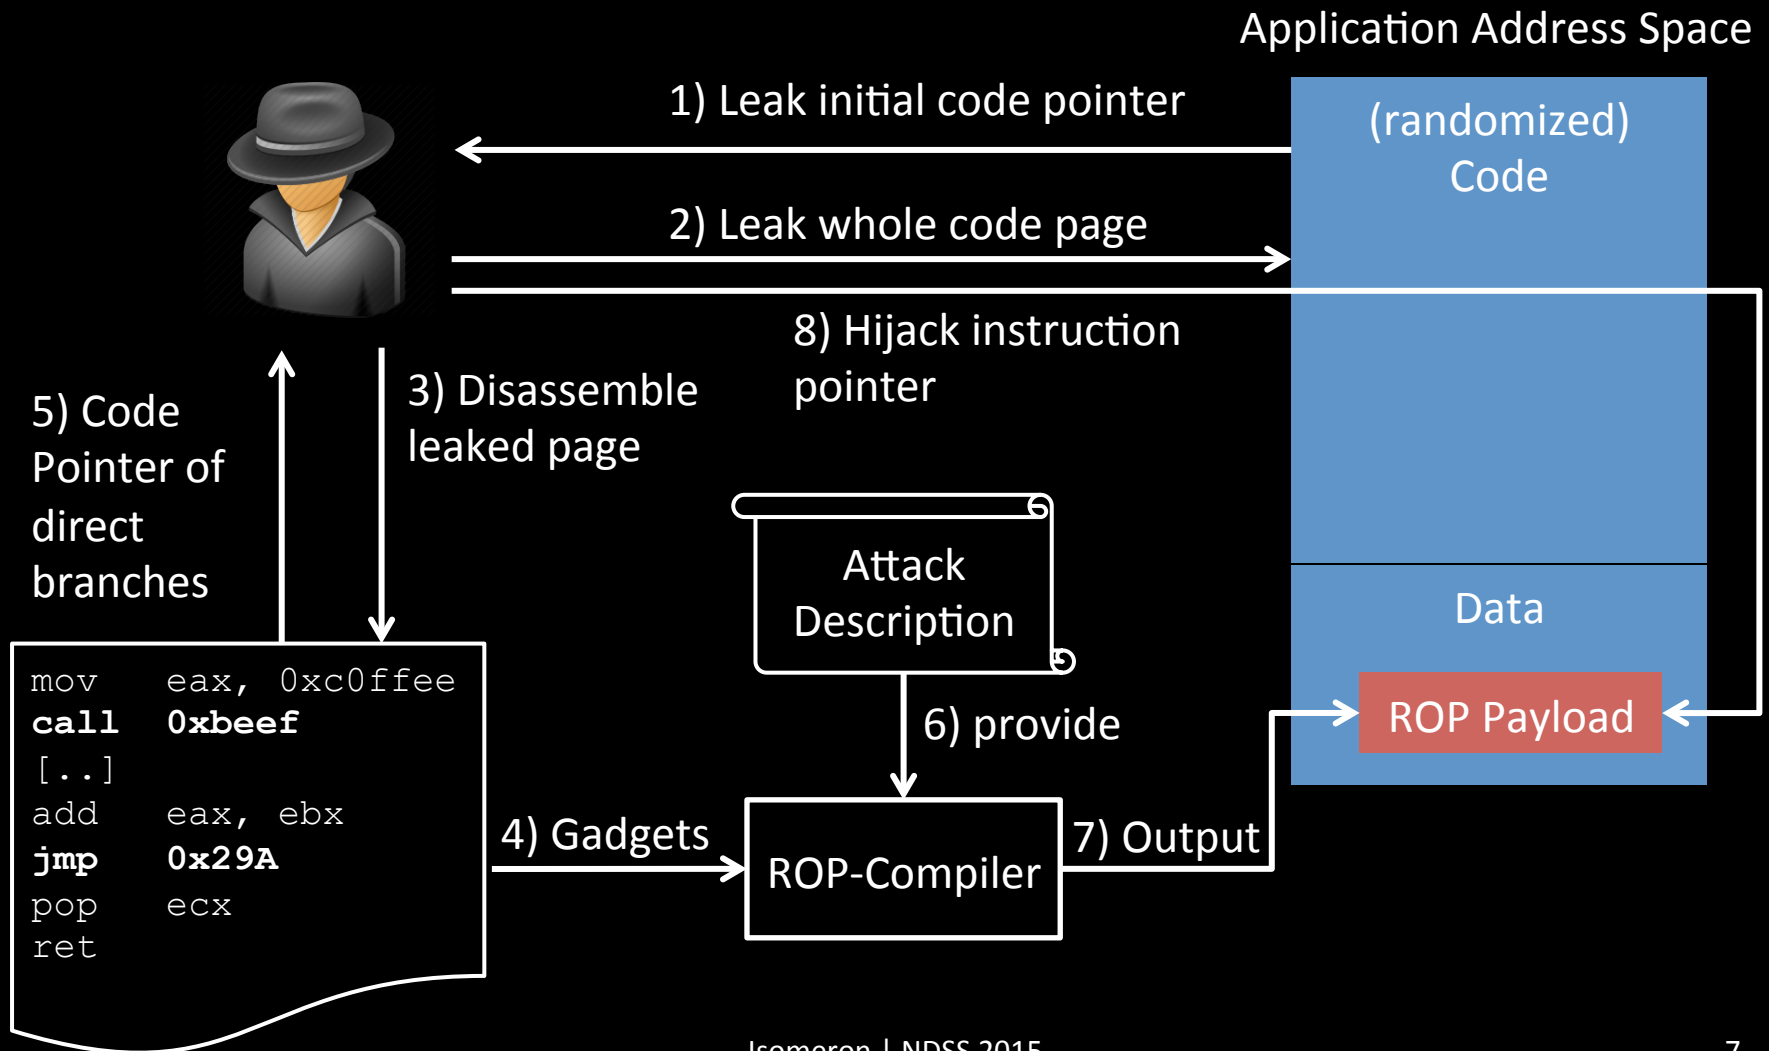 Application Address Space
1) Leak initial code pointer
(randomized)
Code
2) Leak whole code page
8) Hijack instruction
pointer
3) Disassemble
leaked page
5) Code
Pointer of
direct
branches
Attack
Description
Data
mov eax, 0xc0ffee
call 0xbeef
[..]
add eax, ebx
jmp 0x29A
pop ecx
ret
6) provide
ROP Payload
4) Gadgets
ROP-Compiler
7) Output
Isomeron | NDSS 2015
7